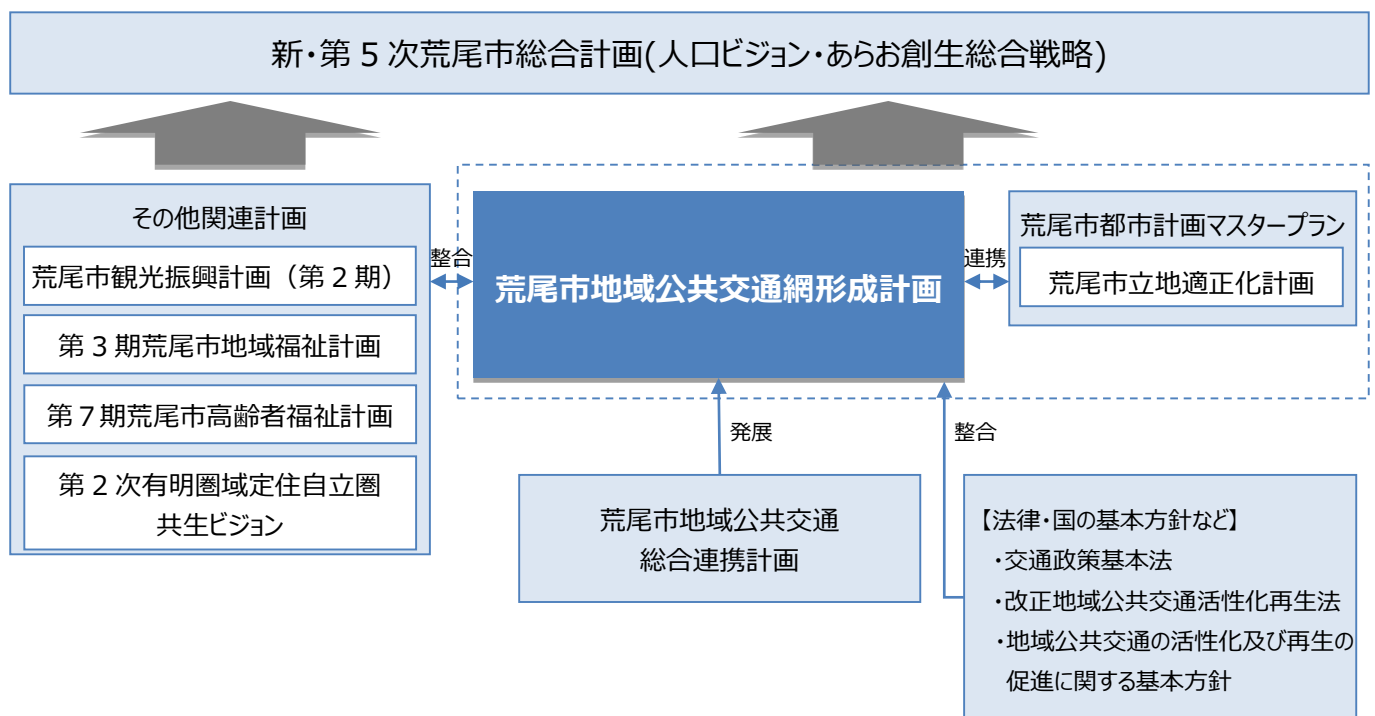 新・第5次荒尾市総合計画(人口ビジョン・あらお創生総合戦略)
その他関連計画
荒尾市観光振興計画（第2期）
第3期荒尾市地域福祉計画
第7期荒尾市高齢者福祉計画
第2次有明圏域定住自立圏
共生ビジョン
整合
荒尾市地域公共交通網形成計画
連携
荒尾市都市計画マスタープラン
荒尾市立地適正化計画
発展
整合
荒尾市地域公共交通
総合連携計画
【法律・国の基本方針など】
・交通政策基本法
・改正地域公共交通活性化再生法
・地域公共交通の活性化及び再生の
促進に関する基本方針